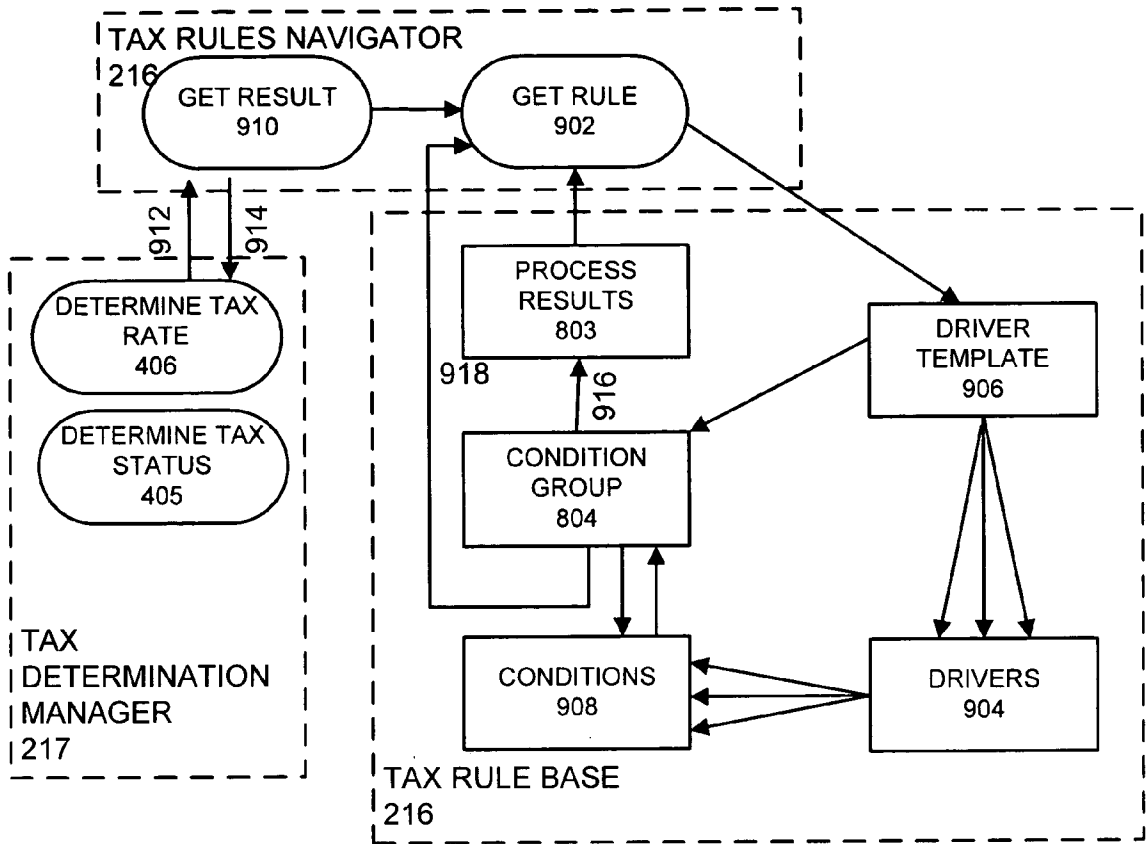 TAX RULES NAVIGATOR
216
GET RESULT
910
GET RULE
902
912
914
DETERMINE TAX
RATE
406
DETERMINE TAX
STATUS
405
TAX
DETERMINATION
MANAGER
217
PROCESS
RESULTS
803
918
916
CONDITION
GROUP
804
DRIVER
TEMPLATE
906
CONDITIONS
908
DRIVERS
904
TAX RULE BASE
216